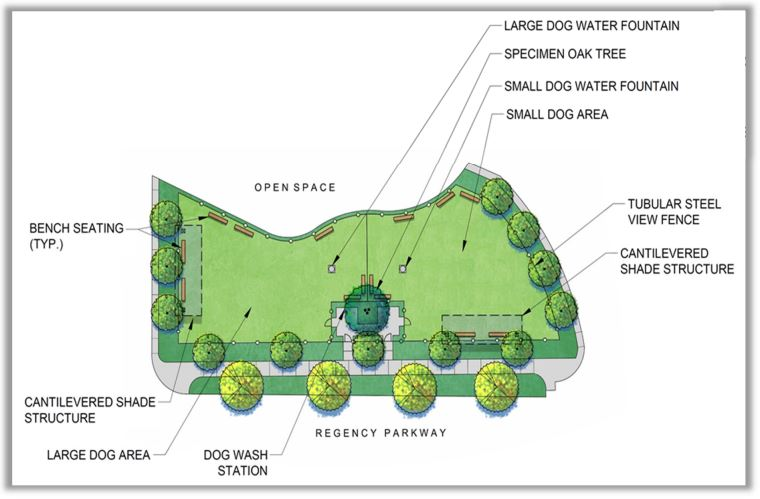 LARGE DOG WATER FOUNTAIN
SPECIMEN OAK TREE
SMALL DOG WATER FOUNTAIN
SMALL DOG AREA
OPEN SPACE
BENCH SEATING
(TYP.)
TUBULAR STEEL
VIEW FENCE
CANTILEVERED
SHADE STRUCTURE
CANTILEVERED SHADE
STRUCTURE
LARGE DOG AREA
DOG WASH
STATION
REGENCY PARKWAY